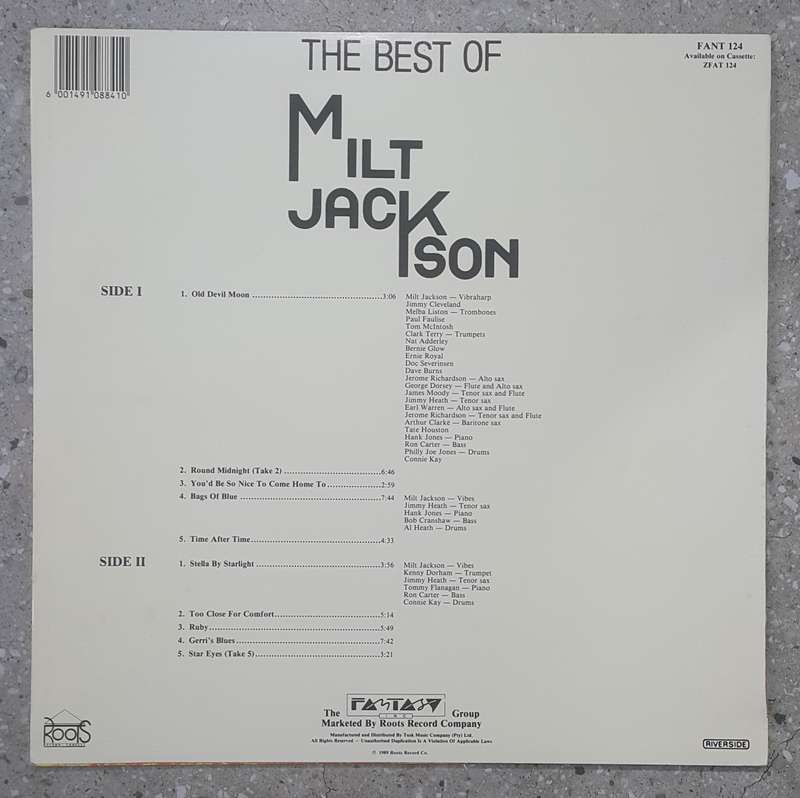 THE BEST OF
FANT 124
Available on Cassette:
ZFAT 124
6 001491 088410
MILT
JACKSON
SIDE I
1. Old Devil Moon ........ 3:06
Milt Jackson — Vibraharp
Jimmy Cleveland
Melba Liston — Trombones
Paul Faulise
Tom McIntosh
Clark Terry — Trumpets
Nat Adderley
Bernie Glow
Ernie Royal
Doc Severinsen
Dave Burns
Jerome Richardson — Alto sax
George Dorsey — Flute and Alto sax
James Moody — Tenor sax and Flute
Jimmy Heath — Tenor sax
Earl Warren — Alto sax and Flute
Jerome Richardson — Tenor sax and Flute
Arthur Clarke — Baritone sax
Tate Houston
Hank Jones — Piano
Ron Carter — Bass
Philly Joe Jones — Drums
Connie Kay
2. Round Midnight (Take 2) ........ 6:46
3. You'd Be So Nice To Come Home To ........ 2:59
4. Bags Of Blue ........ 7:44
Milt Jackson — Vibes
Jimmy Heath — Tenor sax
Hank Jones — Piano
Bob Cranshaw — Bass
Al Heath — Drums
5. Time After Time ........ 4:33
SIDE II
1. Stella By Starlight ........ 3:56
Milt Jackson — Vibes
Kenny Dorham — Trumpet
Jimmy Heath — Tenor sax
Tommy Flanagan — Piano
Ron Carter — Bass
Connie Kay — Drums
2. Too Close For Comfort ........ 5:14
3. Ruby ........ 5:49
4. Gerri's Blues ........ 7:42
5. Star Eyes (Take 5) ........ 3:21
The FANTASY INC Group
Marketed By Roots Record Company
Manufactured and Distributed By Tusk Music Company (Pty) Ltd.
All Rights Reserved — Unauthorised Duplication Is A Violation Of Applicable Laws
© 1989 Roots Record Co.
ROOTS
RIVERSIDE